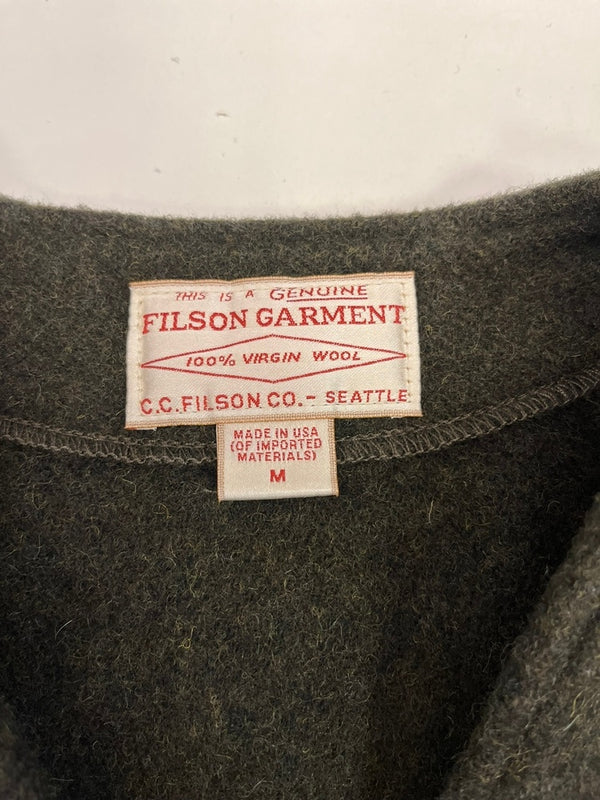 THIS IS A GENUINE
FILSON GARMENT
100% VIRGIN WOOL
C.C.FILSON CO.- SEATTLE
MADE IN USA
(OF IMPORTED
MATERIALS)
M